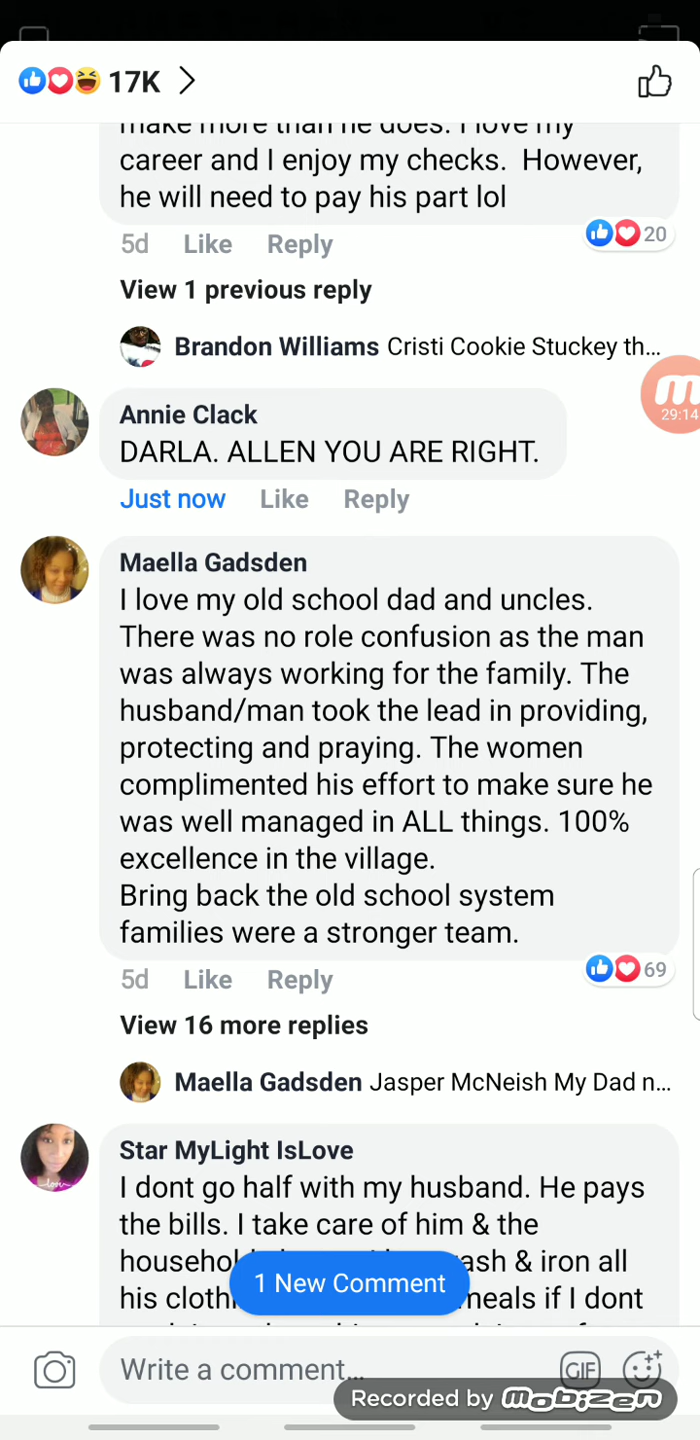 17K
make more than he does. I love my
career and I enjoy my checks. However,
he will need to pay his part lol
5d Like Reply 20
View 1 previous reply
Brandon Williams Cristi Cookie Stuckey th...
29:14
Annie Clack
DARLA. ALLEN YOU ARE RIGHT.
Just now Like Reply
Maella Gadsden
I love my old school dad and uncles.
There was no role confusion as the man
was always working for the family. The
husband/man took the lead in providing,
protecting and praying. The women
complimented his effort to make sure he
was well managed in ALL things. 100%
excellence in the village.
Bring back the old school system
families were a stronger team.
5d Like Reply 69
View 16 more replies
Maella Gadsden Jasper McNeish My Dad n...
Star MyLight IsLove
I dont go half with my husband. He pays
the bills. I take care of him & the
& iron all
his if I dont
1 New Comment
Write a comment...
GIF
Recorded by Mobizen